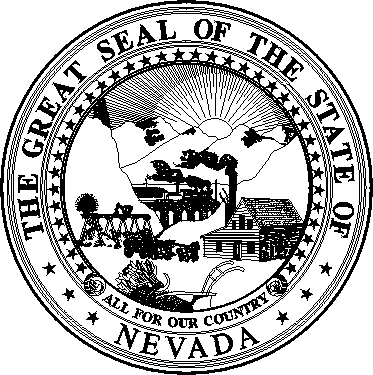 THE GREAT SEAL OF THE STATE OF
NEVADA
ALL FOR OUR COUNTRY